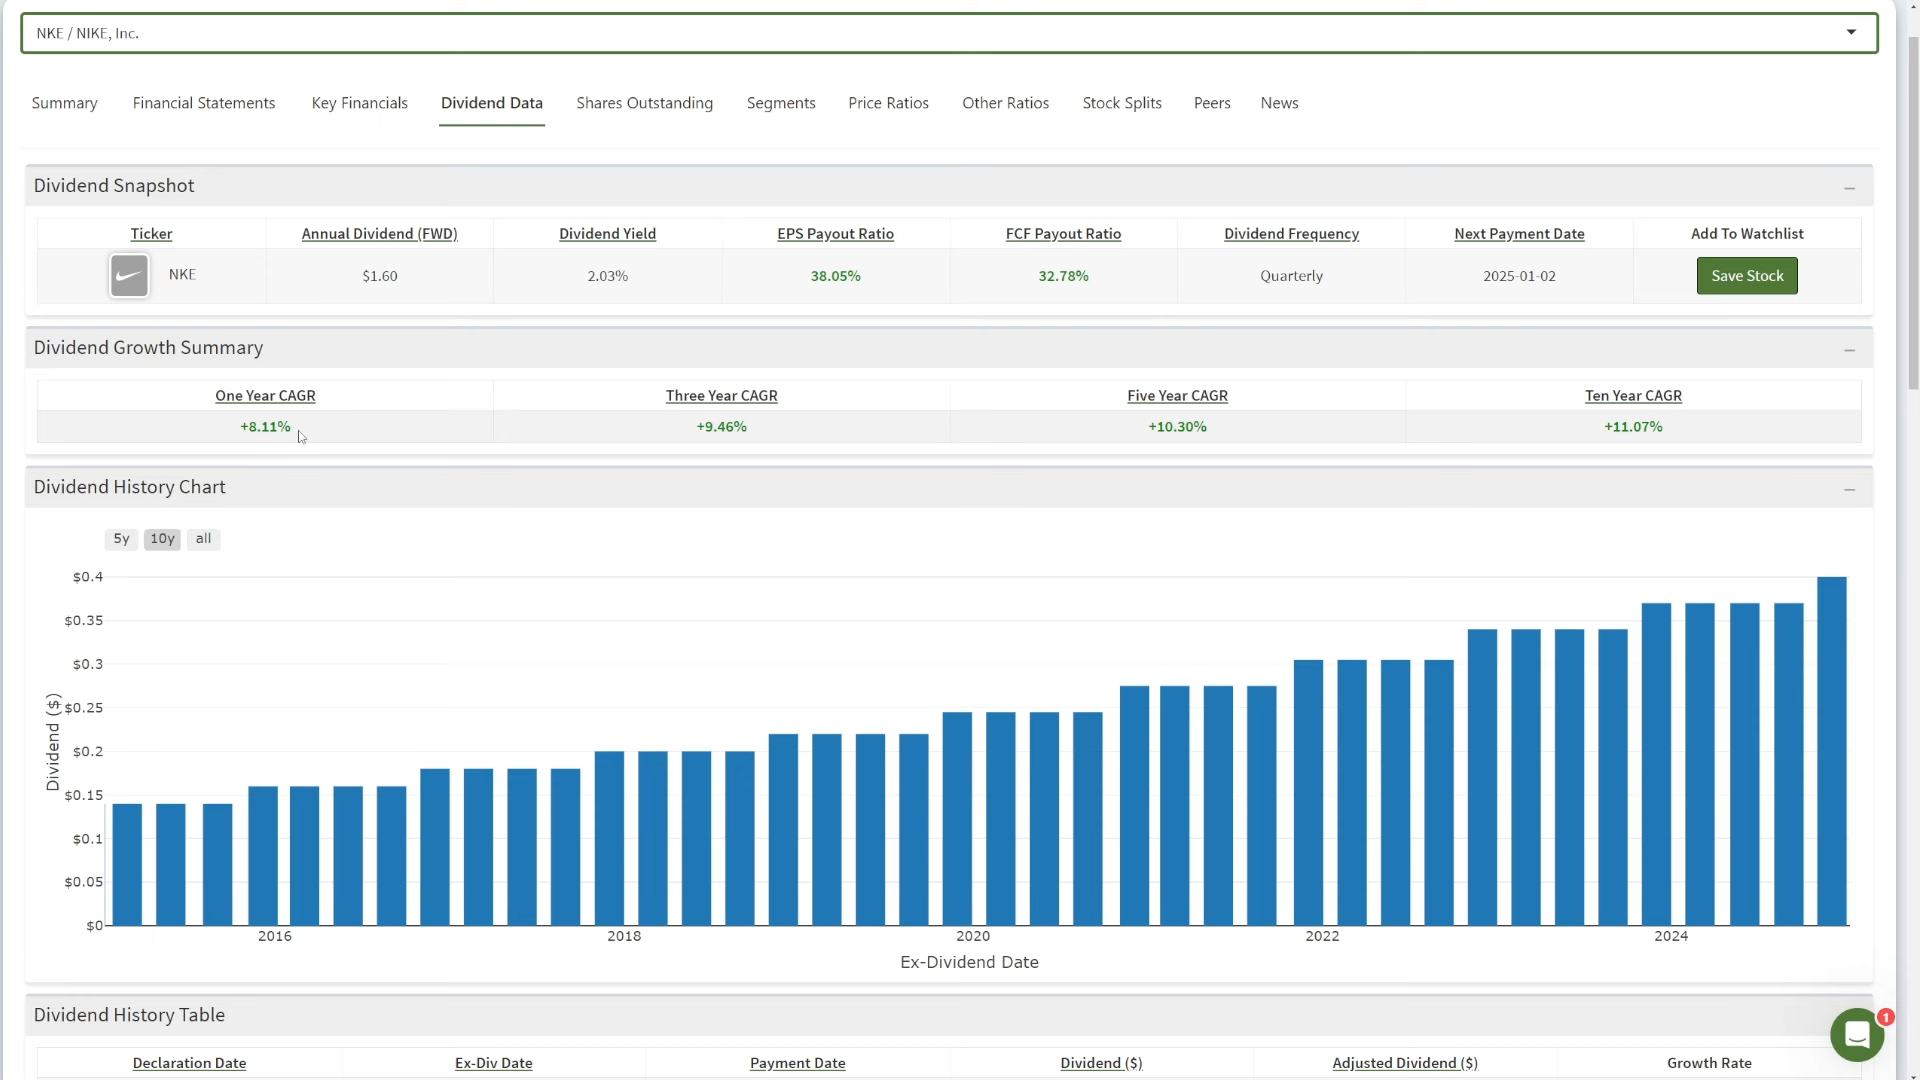 NKE / NIKE, Inc.
Summary Financial Statements Key Financials Dividend Data Shares Outstanding Segments Price Ratios Other Ratios Stock Splits Peers News
Dividend Snapshot
Ticker Annual Dividend (FWD) Dividend Yield EPS Payout Ratio FCF Payout Ratio Dividend Frequency Next Payment Date Add To Watchlist
NKE $1.60 2.03% 38.05% 32.78% Quarterly 2025-01-02 Save Stock
Dividend Growth Summary
One Year CAGR Three Year CAGR Five Year CAGR Ten Year CAGR
+8.11% +9.46% +10.30% +11.07%
Dividend History Chart
5y 10y all
$0.4
$0.35
$0.3
$0.25
$0.2
$0.15
$0.1
$0.05
$0
Dividend ($)
2016 2018 2020 2022 2024
Ex-Dividend Date
Dividend History Table
1
Declaration Date Ex-Div Date Payment Date Dividend ($) Adjusted Dividend ($) Growth Rate